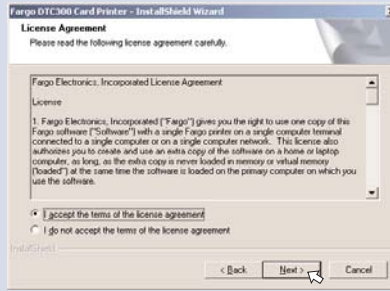 Fargo DTC300 Card Printer - InstallShield Wizard
License Agreement
Please read the following license agreement carefully.
Fargo Electronics, Incorporated License Agreement
License
1. Fargo Electronics, Incorporated ("Fargo") gives you the right to use one copy of this
Fargo software ("Software") with a single Fargo printer on a single computer terminal
connected to a single computer or on a single computer network. This license also
authorizes you to create and use an extra copy of the software on a home or laptop
computer, as long, as the extra copy is never loaded in memory or virtual memory
("loaded") at the same time the software is loaded on the primary computer on which you
use the software.
I accept the terms of the license agreement
I do not accept the terms of the license agreement
InstallShield
< Back Next > Cancel